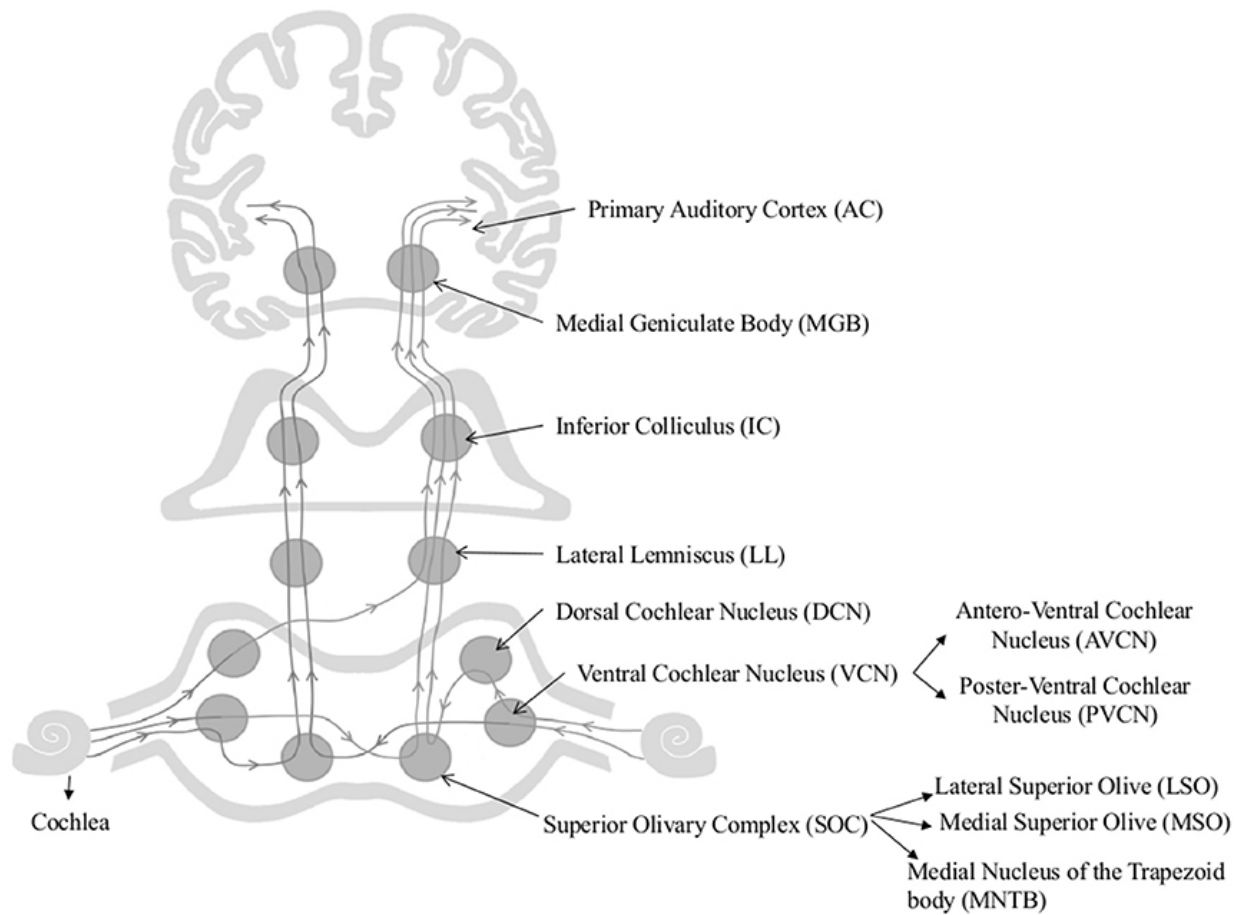 Primary Auditory Cortex (AC)
Medial Geniculate Body (MGB)
Inferior Colliculus (IC)
Lateral Lemniscus (LL)
Dorsal Cochlear Nucleus (DCN)
Ventral Cochlear Nucleus (VCN)
Antero-Ventral Cochlear
Nucleus (AVCN)
Poster-Ventral Cochlear
Nucleus (PVCN)
Cochlea
Superior Olivary Complex (SOC)
Lateral Superior Olive (LSO)
Medial Superior Olive (MSO)
Medial Nucleus of the Trapezoid
body (MNTB)